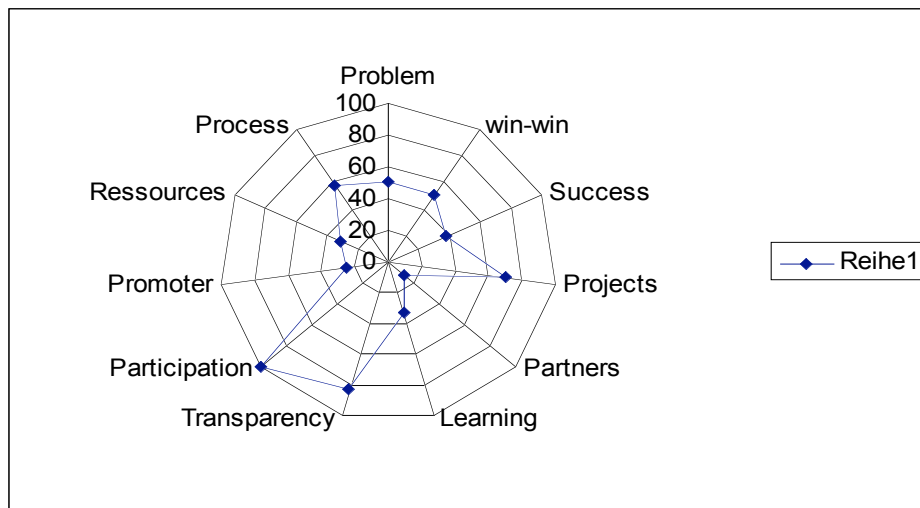 Problem
100
80
60
40
20
0
win-win
Success
Projects
Partners
Learning
Transparency
Participation
Promoter
Ressources
Process
Reihe1